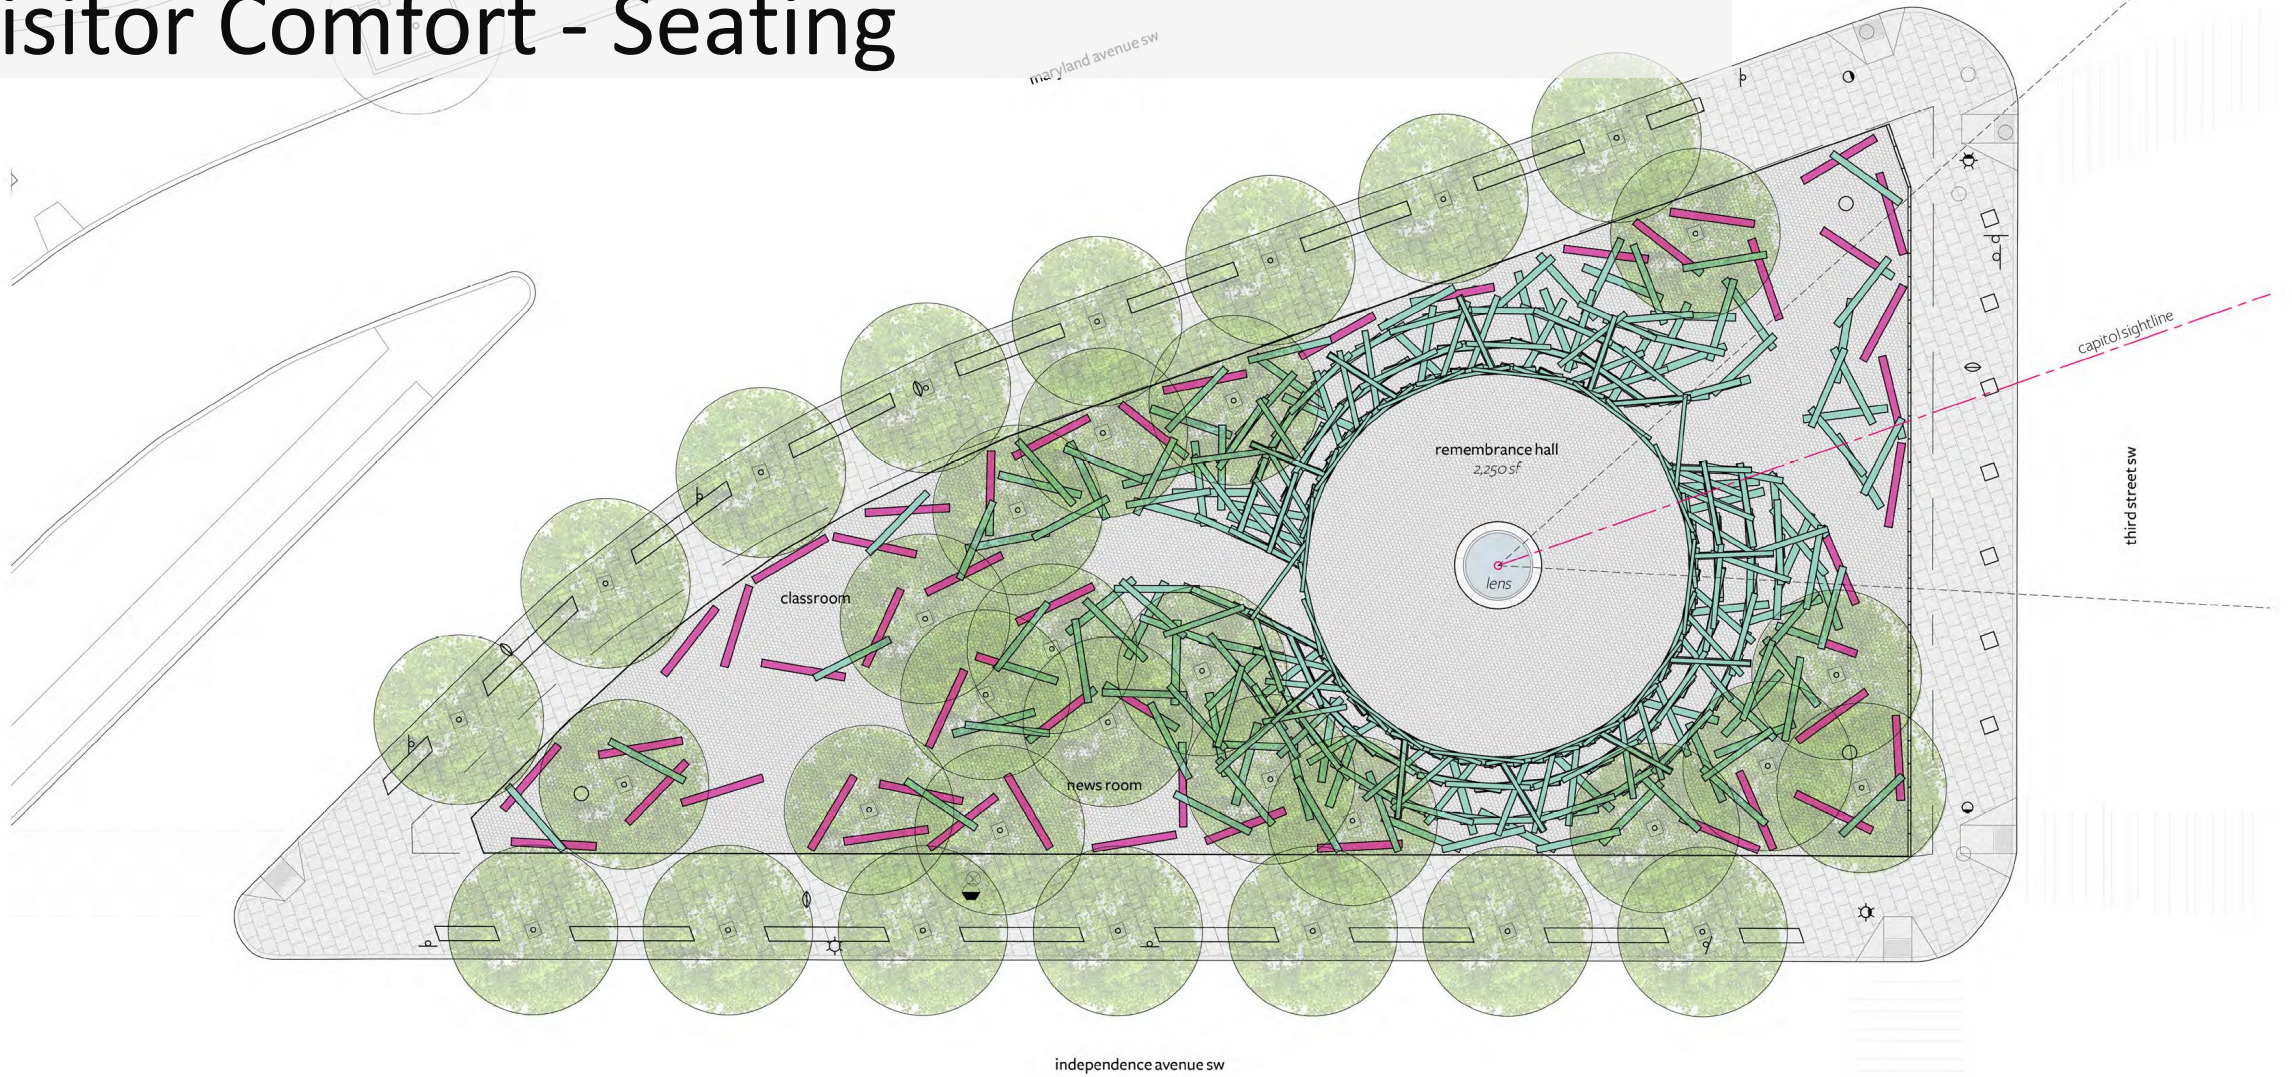 isitor Comfort - Seating
maryland avenue sw
capitol sightline
remembrance hall
2,250 sf
third street sw
lens
classroom
news room
independence avenue sw